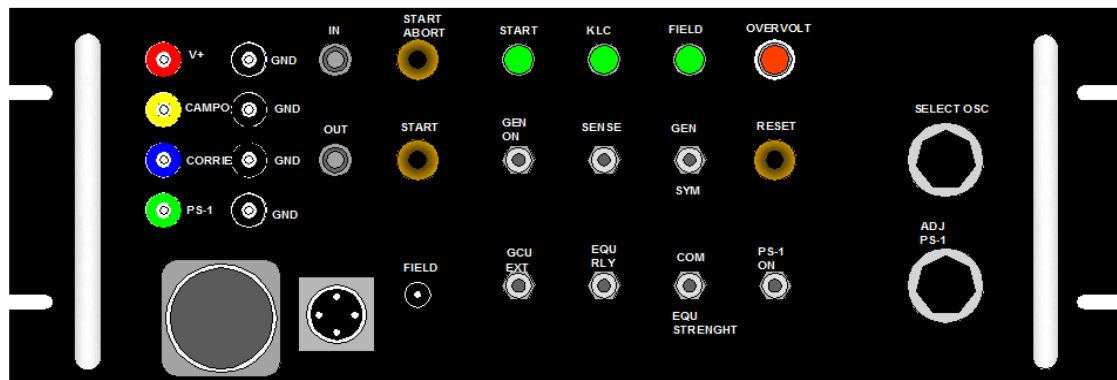 START
ABORT
IN
START
KLC
FIELD
OVERVOLT
V+
GND
CAMPO
GND
SELECT OSC
OUT
START
GEN
ON
SENSE
GEN
RESET
CORRIE
GND
SYM
PS-1
GND
ADJ
PS-1
FIELD
GCU
EXT
EQU
RLY
COM
PS-1
ON
EQU
STRENGHT